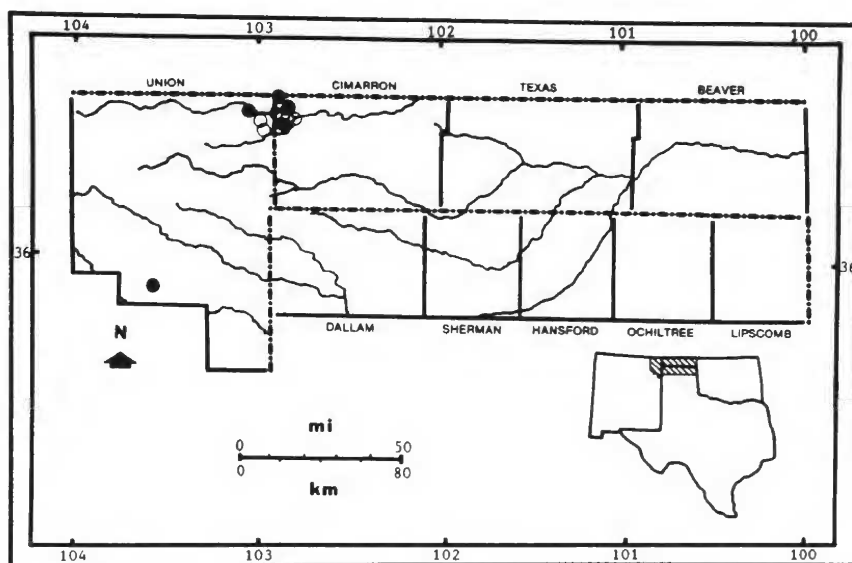 104 103 102 101 100
UNION CIMARRON TEXAS BEAVER
36 36
DALLAM SHERMAN HANSFORD OCHILTREE LIPSCOMB
N
mi
0 50
0 80
km
104 103 102 101 100